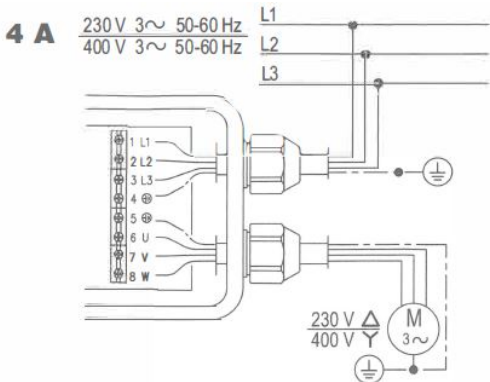 4 A
230 V 3~ 50-60 Hz
400 V 3~ 50-60 Hz
L1
L2
L3
1 L1
2 L2
3 L3
4 ⏚
5 ⏚
6 U
7 V
8 W
230 V Δ
400 V Y
M
3~